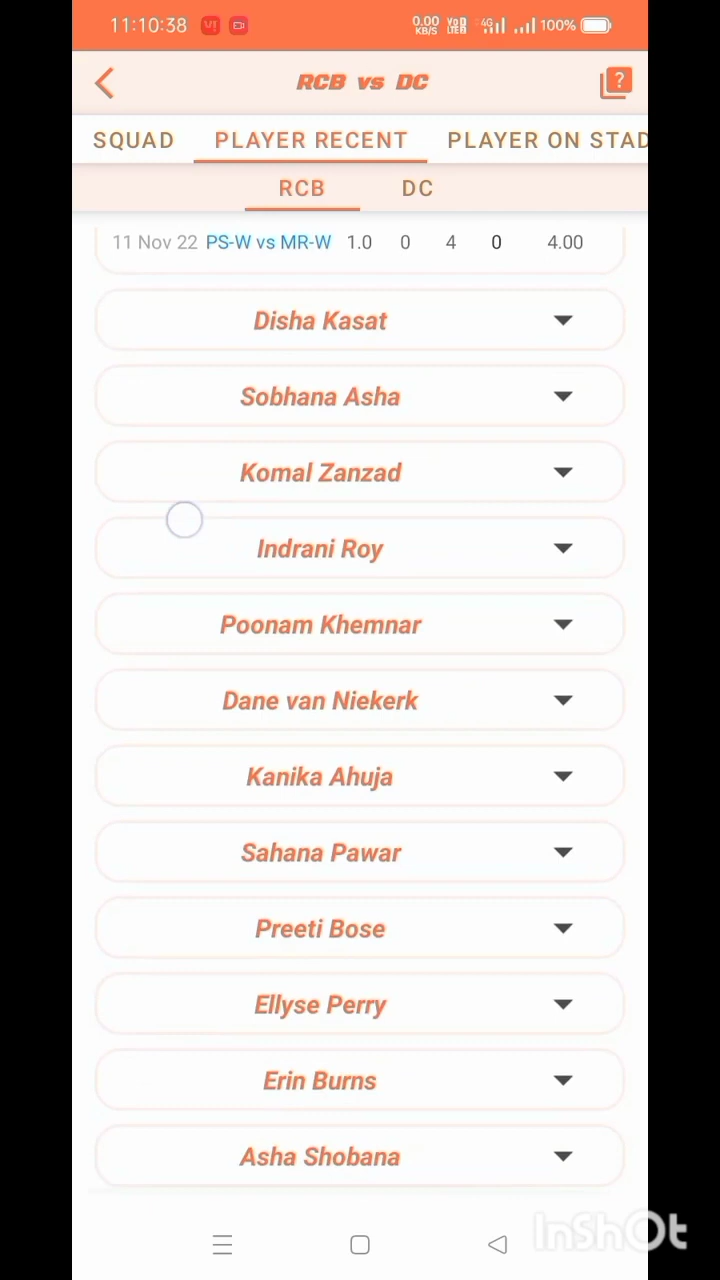 11:10:38 0.00 KB/S VoD LTE 4G 100%
RCB vs DC
SQUAD PLAYER RECENT PLAYER ON STAD
RCB DC
11 Nov 22 PS-W vs MR-W 1.0 0 4 0 4.00
Disha Kasat
Sobhana Asha
Komal Zanzad
Indrani Roy
Poonam Khemnar
Dane van Niekerk
Kanika Ahuja
Sahana Pawar
Preeti Bose
Ellyse Perry
Erin Burns
Asha Shobana
InShOt